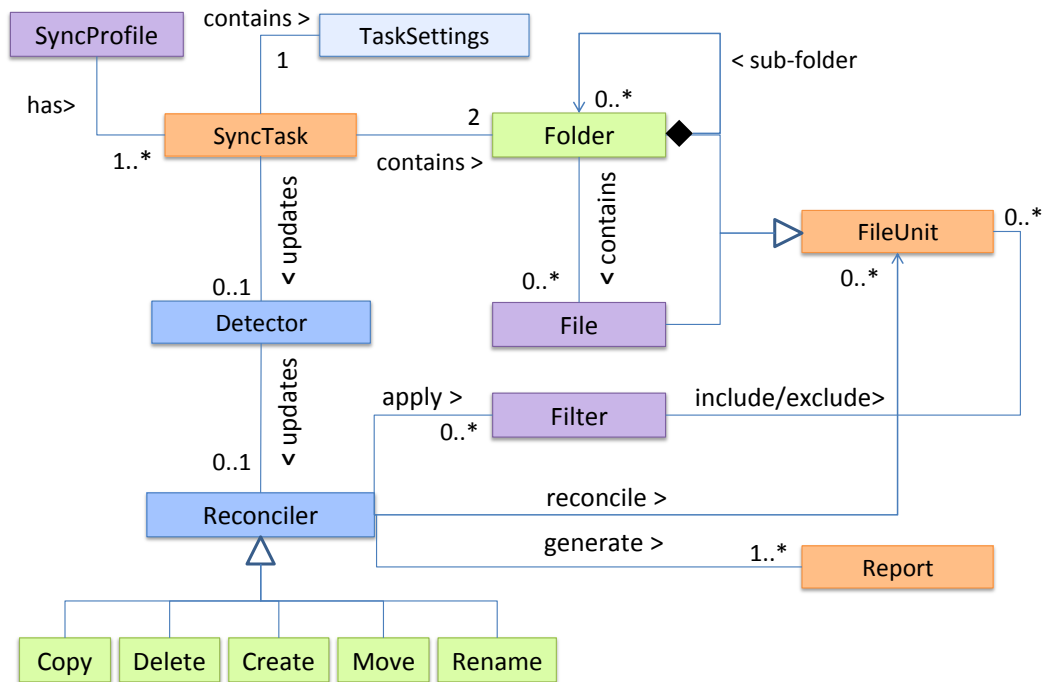 contains >
SyncProfile
TaskSettings
1
< sub-folder
has>
0..*
2
SyncTask
Folder
1..*
contains >
< updates
< contains
0..*
FileUnit
0..*
0..1
0..*
Detector
File
< updates
apply >
Filter
include/exclude>
0..*
0..1
Reconciler
reconcile >
generate >
1..*
Report
Copy
Delete
Create
Move
Rename